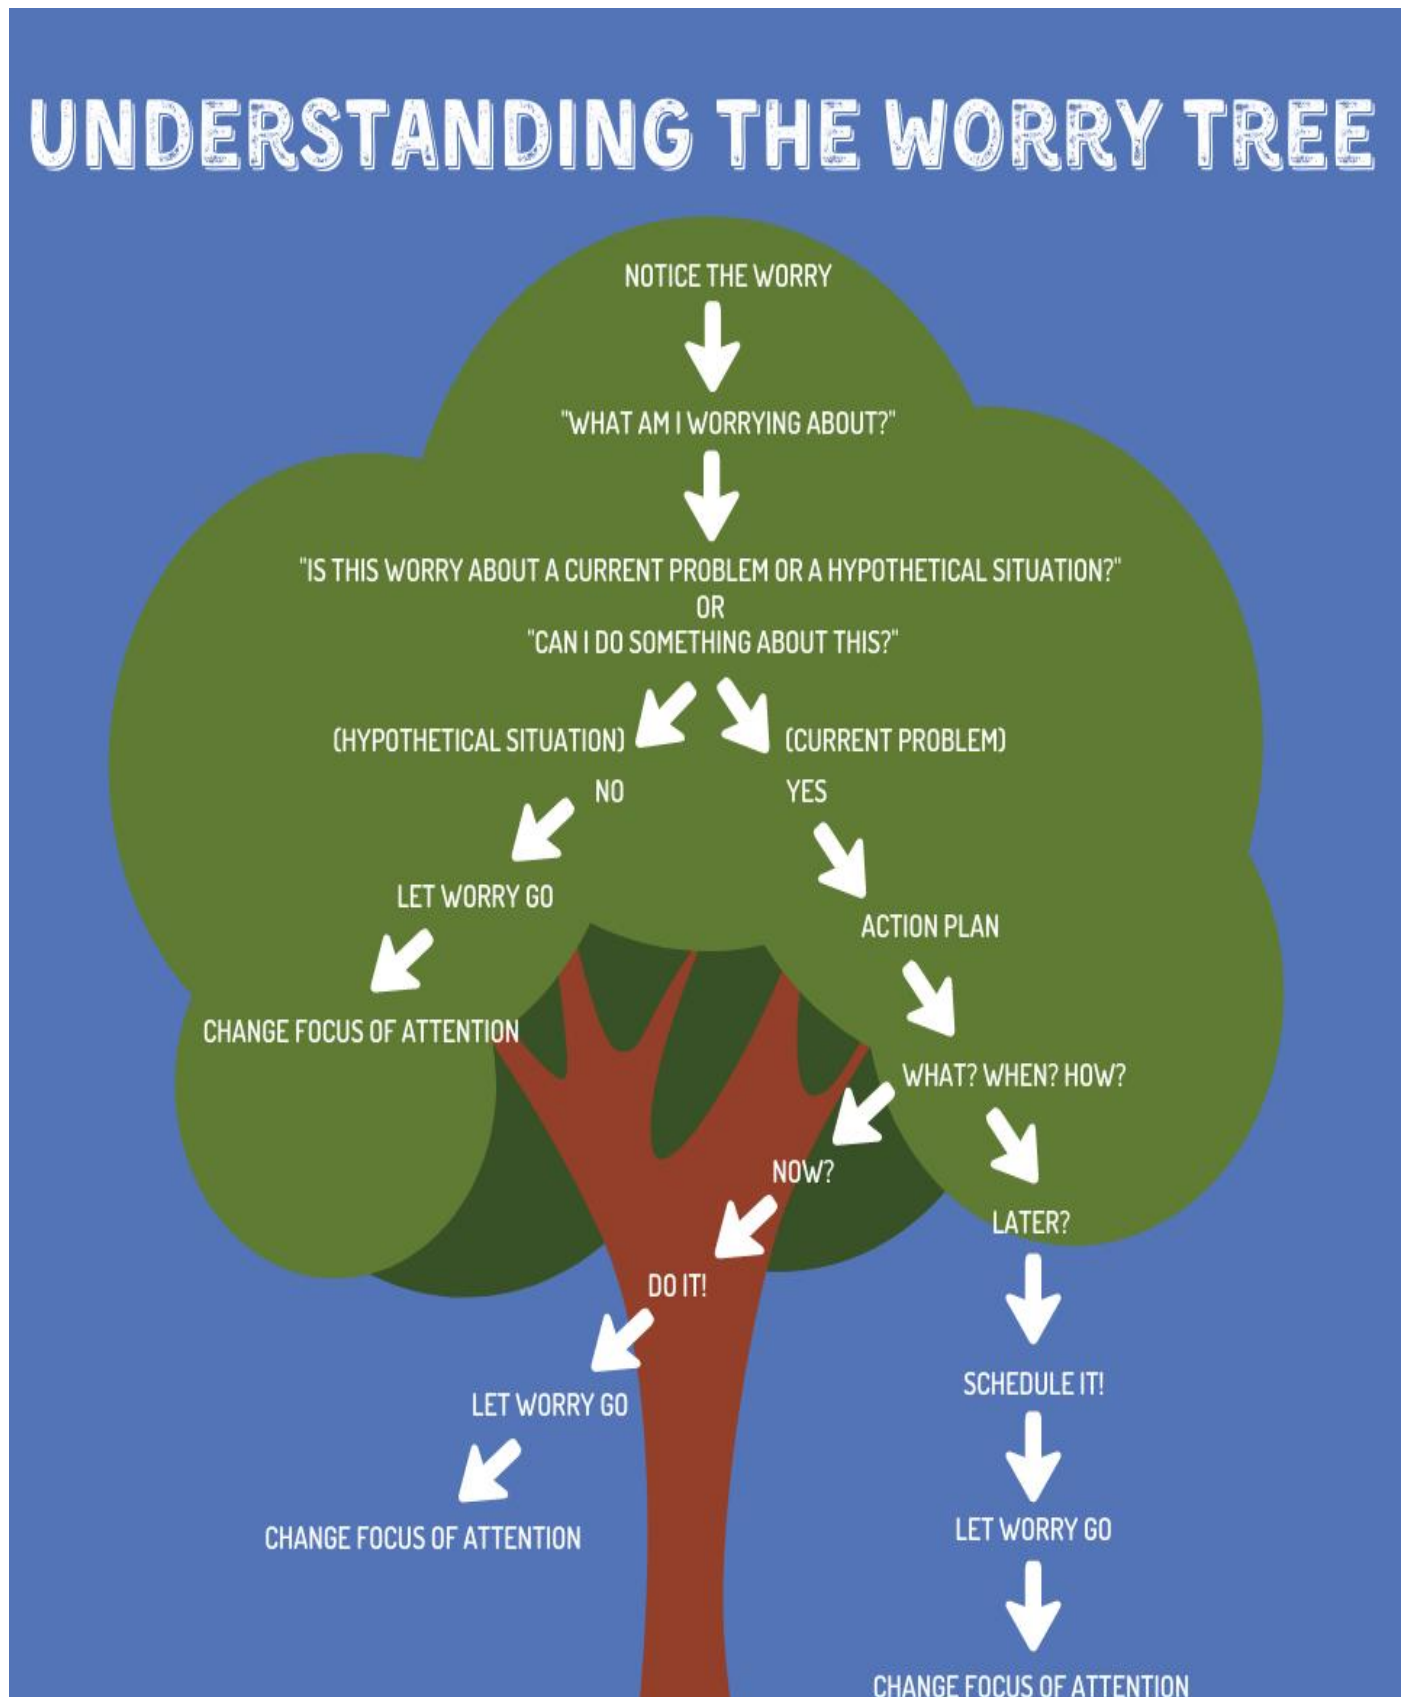 UNDERSTANDING THE WORRY TREE
NOTICE THE WORRY
"WHAT AM I WORRYING ABOUT?"
"IS THIS WORRY ABOUT A CURRENT PROBLEM OR A HYPOTHETICAL SITUATION?"
OR
"CAN I DO SOMETHING ABOUT THIS?"
(HYPOTHETICAL SITUATION)
NO
LET WORRY GO
CHANGE FOCUS OF ATTENTION
(CURRENT PROBLEM)
YES
ACTION PLAN
WHAT? WHEN? HOW?
NOW?
DO IT!
LET WORRY GO
CHANGE FOCUS OF ATTENTION
LATER?
SCHEDULE IT!
LET WORRY GO
CHANGE FOCUS OF ATTENTION